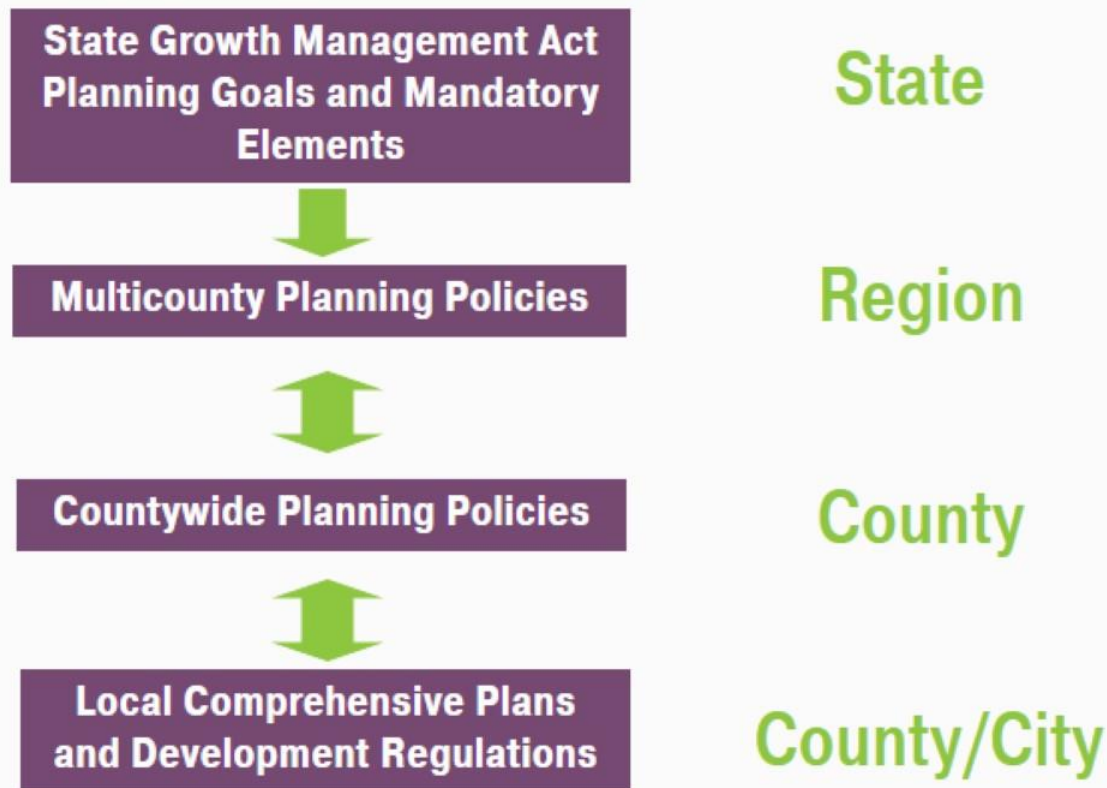 State Growth Management Act
Planning Goals and Mandatory
Elements
State
Multicounty Planning Policies
Region
Countywide Planning Policies
County
Local Comprehensive Plans
and Development Regulations
County/City